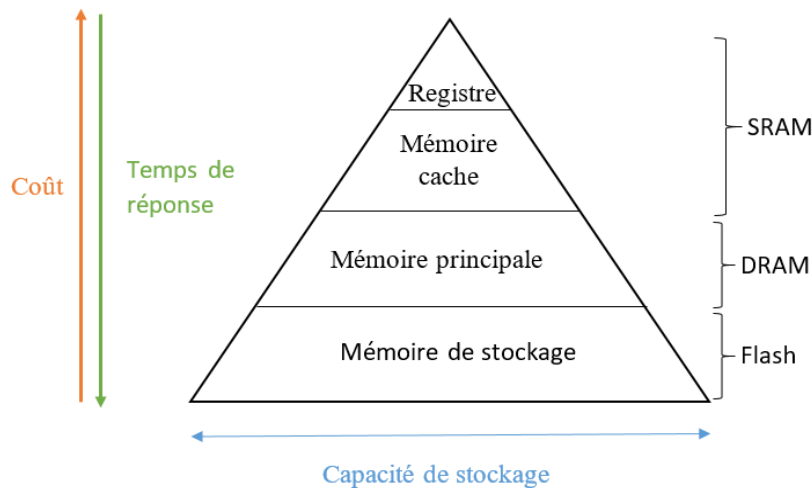 Registre
SRAM
Mémoire
cache
Temps de
réponse
Coût
Mémoire principale
DRAM
Mémoire de stockage
Flash
Capacité de stockage